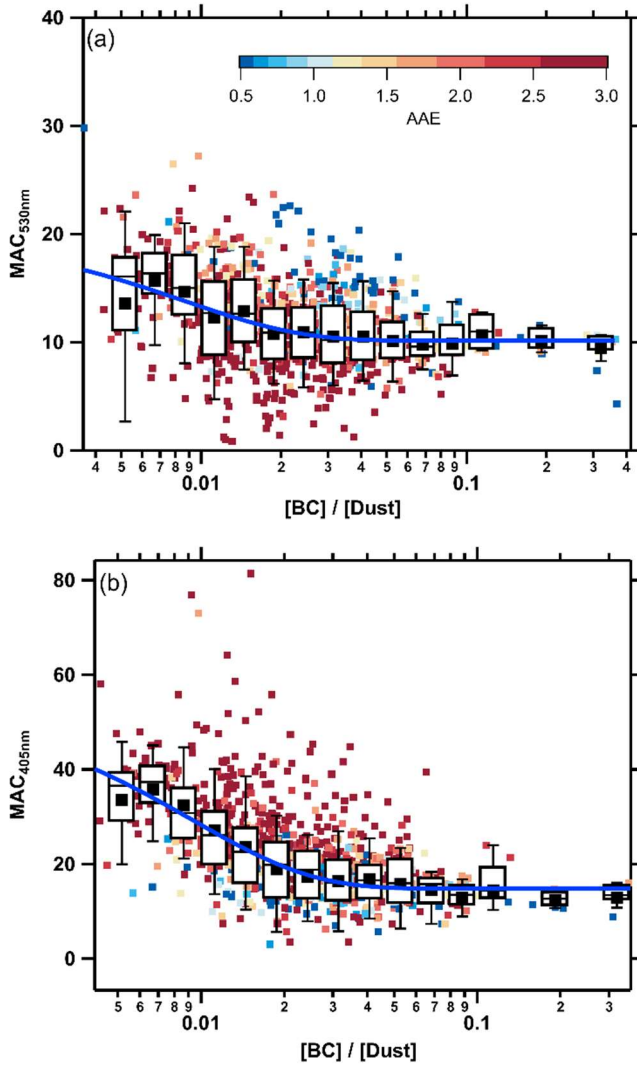 40
(a)
0.5 1.0 1.5 2.0 2.5 3.0
AAE
30
MAC530nm
20
10
0
4 5 6 7 8 9 2 3 4 5 6 7 8 9 2 3 4
0.01 0.1
[BC] / [Dust]
(b)
80
60
MAC405nm
40
20
0
5 6 7 8 9 2 3 4 5 6 7 8 9 2 3
0.01 0.1
[BC] / [Dust]